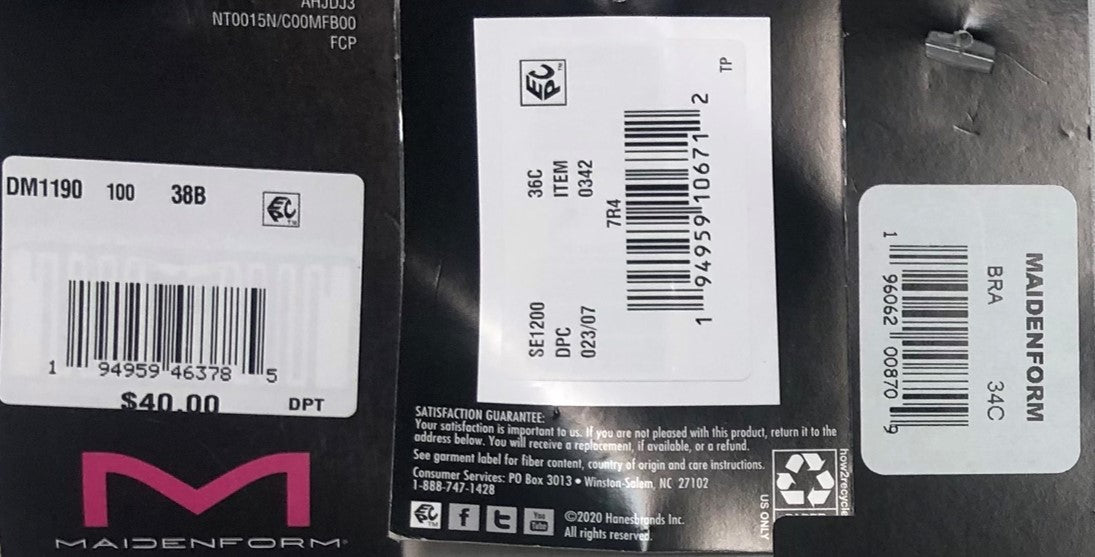 AHJDJ3
NT0015N/C00MFB00
FCP
DM1190 100 38B
EPC
1 94959 46378 5
$40.00 DPT
MAIDENFORM
EPC
TP
SE1200 36C
DPC ITEM
023/07 0342
7R4
1 94959 10671 2
SATISFACTION GUARANTEE:
Your satisfaction is important to us. If you are not pleased with this product, return it to the
address below. You will receive a replacement, if available, or a refund.
See garment label for fiber content, country of origin and care instructions.
Consumer Services: PO Box 3013 • Winston-Salem, NC 27102
1-888-747-1428
EPC f t You Tube ©2020 Hanesbrands Inc.
All rights reserved.
how2recycle
US ONLY
MAIDENFORM
BRA 34C
1 96062 00870 9